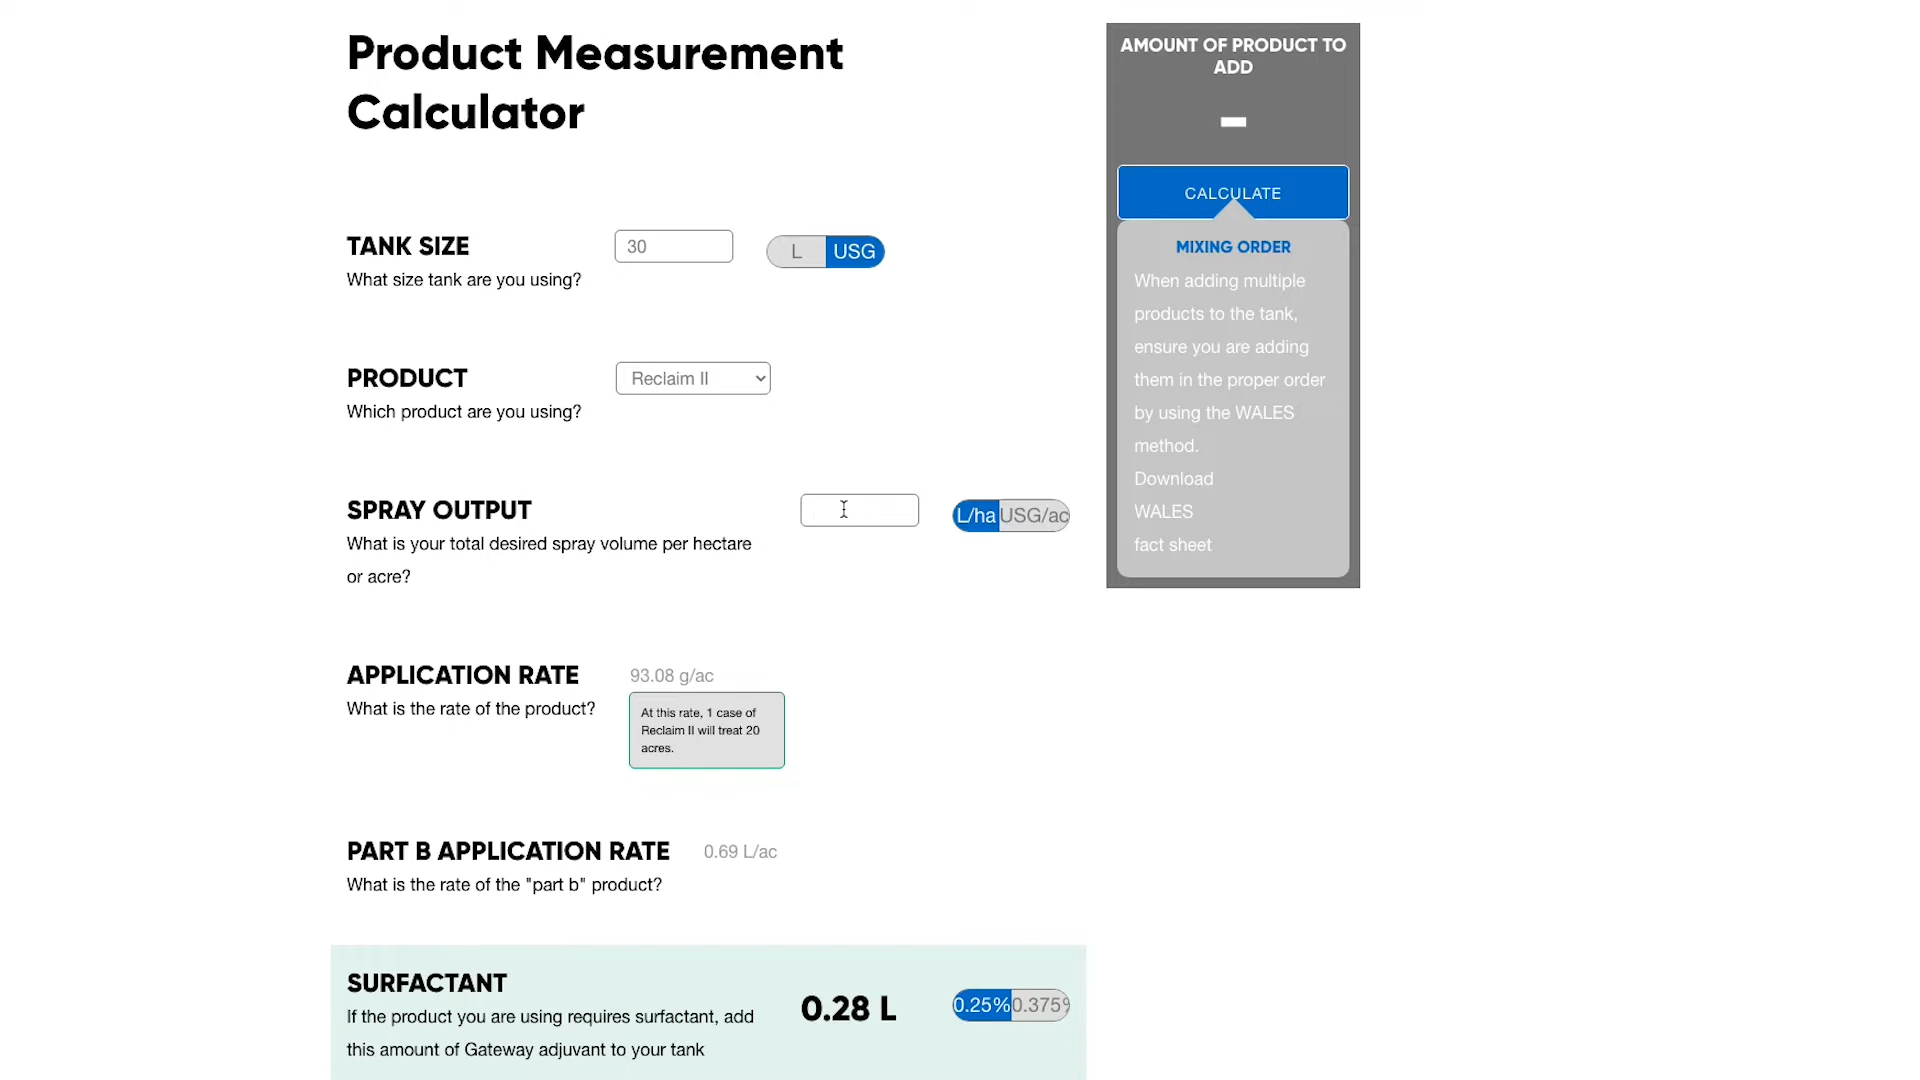 Product Measurement
Calculator
TANK SIZE
What size tank are you using?
30
L USG
PRODUCT
Which product are you using?
Reclaim II
SPRAY OUTPUT
What is your total desired spray volume per hectare
or acre?
L/ha USG/ac
APPLICATION RATE
What is the rate of the product?
93.08 g/ac
At this rate, 1 case of
Reclaim II will treat 20
acres.
PART B APPLICATION RATE
What is the rate of the "part b" product?
0.69 L/ac
SURFACTANT
If the product you are using requires surfactant, add
this amount of Gateway adjuvant to your tank
0.28 L
0.25% 0.375%
AMOUNT OF PRODUCT TO
ADD
-
CALCULATE
MIXING ORDER
When adding multiple
products to the tank,
ensure you are adding
them in the proper order
by using the WALES
method.
Download
WALES
fact sheet